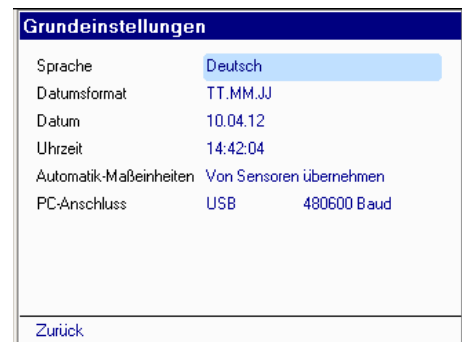 Grundeinstellungen
Sprache Deutsch
Datumsformat TT.MM.JJ
Datum 10.04.12
Uhrzeit 14:42:04
Automatik-Maßeinheiten Von Sensoren übernehmen
PC-Anschluss USB 480600 Baud
Zurück